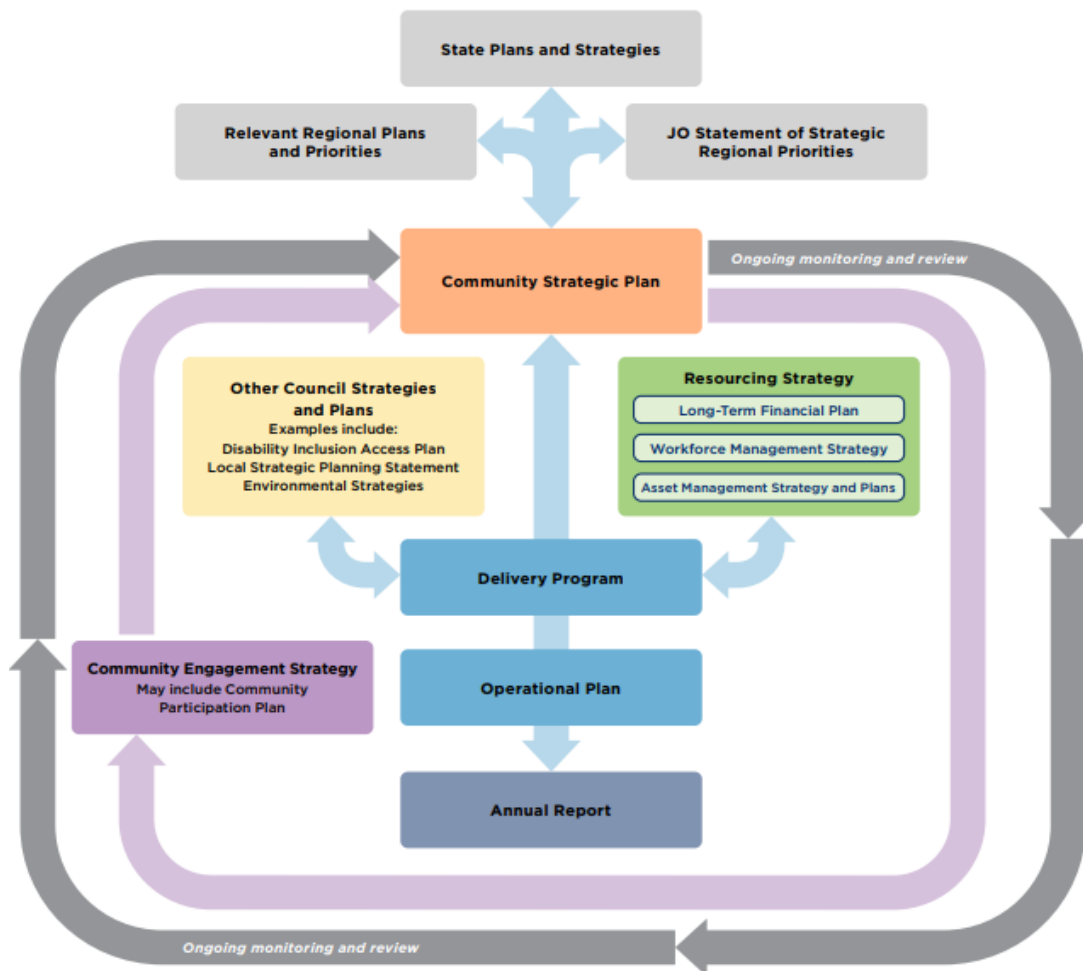 State Plans and Strategies
Relevant Regional Plans
and Priorities
JO Statement of Strategic
Regional Priorities
Community Strategic Plan
Ongoing monitoring and review
Other Council Strategies
and Plans
Examples include:
Disability Inclusion Access Plan
Local Strategic Planning Statement
Environmental Strategies
Resourcing Strategy
Long-Term Financial Plan
Workforce Management Strategy
Asset Management Strategy and Plans
Delivery Program
Community Engagement Strategy
May include Community
Participation Plan
Operational Plan
Annual Report
Ongoing monitoring and review